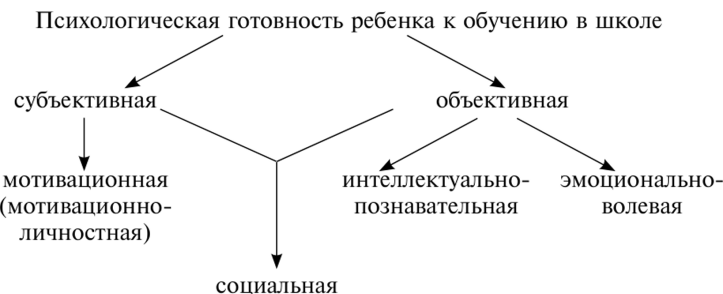 Психологическая готовность ребенка к обучению в школе
субъективная
объективная
мотивационная
(мотивационно-
личностная)
интеллектуально-
познавательная
эмоционально-
волевая
социальная